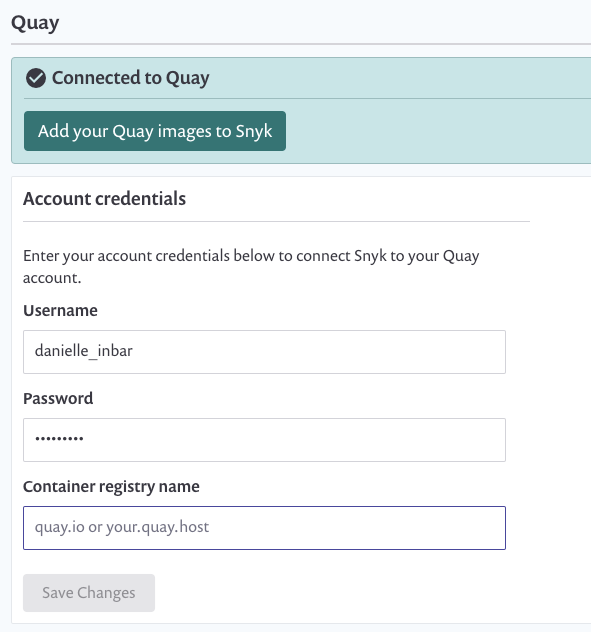 Quay
Connected to Quay
Add your Quay images to Snyk
Account credentials
Enter your account credentials below to connect Snyk to your Quay
account.
Username
danielle_inbar
Password
•••••••••
Container registry name
quay.io or your.quay.host
Save Changes